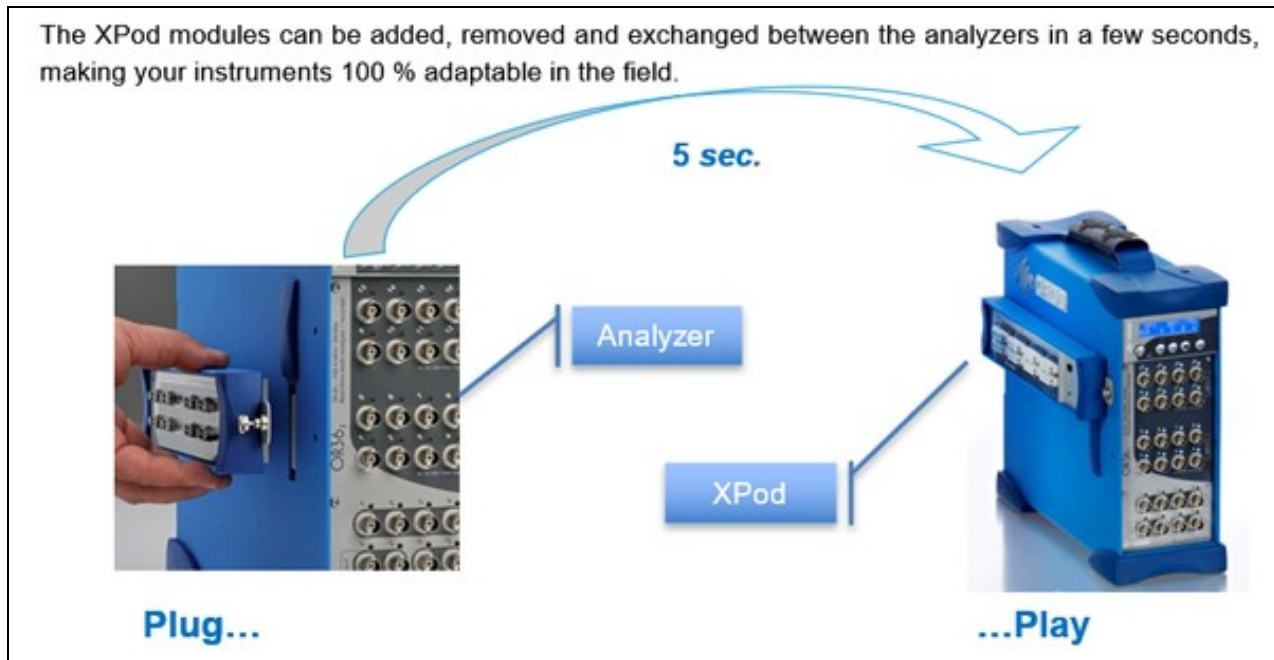 The XPod modules can be added, removed and exchanged between the analyzers in a few seconds,
making your instruments 100 % adaptable in the field.
5 sec.
Analyzer
OR36
XPod
Plug...
...Play